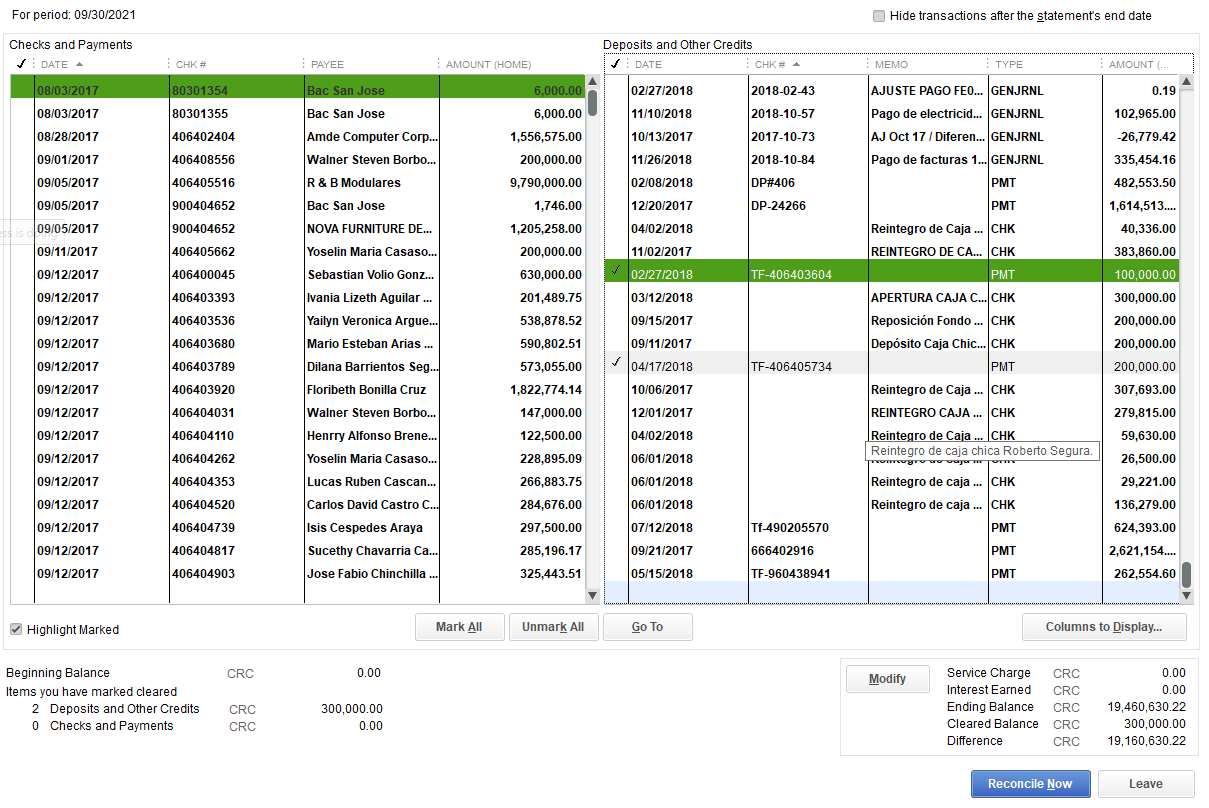 For period: 09/30/2021
Hide transactions after the statement's end date
Checks and Payments
✓ DATE CHK # PAYEE AMOUNT (HOME)
08/03/2017 80301354 Bac San Jose 6,000.00
08/03/2017 80301355 Bac San Jose 6,000.00
08/28/2017 406402404 Amde Computer Corp... 1,556,575.00
09/01/2017 406408556 Walner Steven Borbo... 200,000.00
09/05/2017 406405516 R & B Modulares 9,790,000.00
09/05/2017 900404652 Bac San Jose 1,746.00
09/05/2017 900404652 NOVA FURNITURE DE... 1,205,258.00
09/11/2017 406405662 Yoselin Maria Casaso... 200,000.00
09/12/2017 406400045 Sebastian Volio Gonz... 630,000.00
09/12/2017 406403393 Ivania Lizeth Aguilar ... 201,489.75
09/12/2017 406403536 Yailyn Veronica Argue... 538,878.52
09/12/2017 406403680 Mario Esteban Arias ... 590,802.51
09/12/2017 406403789 Dilana Barrientos Seg... 573,055.00
09/12/2017 406403920 Floribeth Bonilla Cruz 1,822,774.14
09/12/2017 406404031 Walner Steven Borbo... 147,000.00
09/12/2017 406404110 Henrry Alfonso Brene... 122,500.00
09/12/2017 406404262 Yoselin Maria Casaso... 228,895.09
09/12/2017 406404353 Lucas Ruben Cascan... 266,883.75
09/12/2017 406404520 Carlos David Castro C... 284,676.00
09/12/2017 406404739 Isis Cespedes Araya 297,500.00
09/12/2017 406404817 Sucethy Chavarria Ca... 285,196.17
09/12/2017 406404903 Jose Fabio Chinchilla ... 325,443.51
Deposits and Other Credits
✓ DATE CHK # MEMO TYPE AMOUNT (...
02/27/2018 2018-02-43 AJUSTE PAGO FE0... GENJRNL 0.19
11/10/2018 2018-10-57 Pago de electricid... GENJRNL 102,965.00
10/13/2017 2017-10-73 AJ Oct 17 / Diferen... GENJRNL -26,779.42
11/26/2018 2018-10-84 Pago de facturas 1... GENJRNL 335,454.16
02/08/2018 DP#406 PMT 482,553.50
12/20/2017 DP-24266 PMT 1,614,513....
04/02/2018 Reintegro de Caja ... CHK 40,336.00
11/02/2017 REINTEGRO DE CA... CHK 383,860.00
✓ 02/27/2018 TF-406403604 PMT 100,000.00
03/12/2018 APERTURA CAJA C... CHK 300,000.00
09/15/2017 Reposición Fondo ... CHK 200,000.00
09/11/2017 Depósito Caja Chic... CHK 200,000.00
✓ 04/17/2018 TF-406405734 PMT 200,000.00
10/06/2017 Reintegro de Caja ... CHK 307,693.00
12/01/2017 REINTEGRO CAJA ... CHK 279,815.00
04/02/2018 Reintegro de Caja ... CHK 59,630.00
Reintegro de caja chica Roberto Segura.
06/01/2018 26,500.00
06/01/2018 Reintegro de caja ... CHK 29,221.00
06/01/2018 Reintegro de caja ... CHK 136,279.00
07/12/2018 Tf-490205570 PMT 624,393.00
09/21/2017 666402916 PMT 2,621,154....
05/15/2018 TF-960438941 PMT 262,554.60
Highlight Marked
Mark All Unmark All Go To Columns to Display...
Beginning Balance CRC 0.00
Items you have marked cleared
2 Deposits and Other Credits CRC 300,000.00
0 Checks and Payments CRC 0.00
Modify
Service Charge CRC 0.00
Interest Earned CRC 0.00
Ending Balance CRC 19,460,630.22
Cleared Balance CRC 300,000.00
Difference CRC 19,160,630.22
Reconcile Now Leave